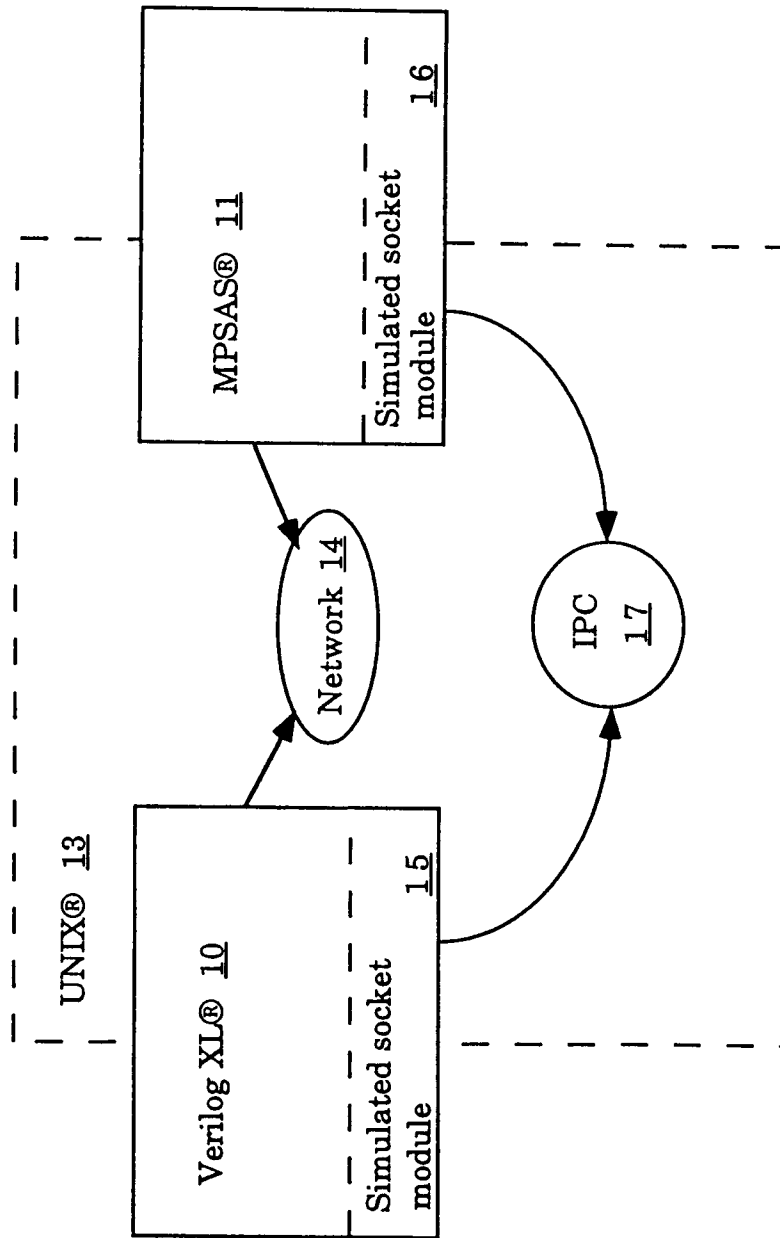 UNIX® 13
Verilog XL® 10
Simulated socket
module
15
Network 14
MPSAS® 11
Simulated socket
module
16
IPC
17